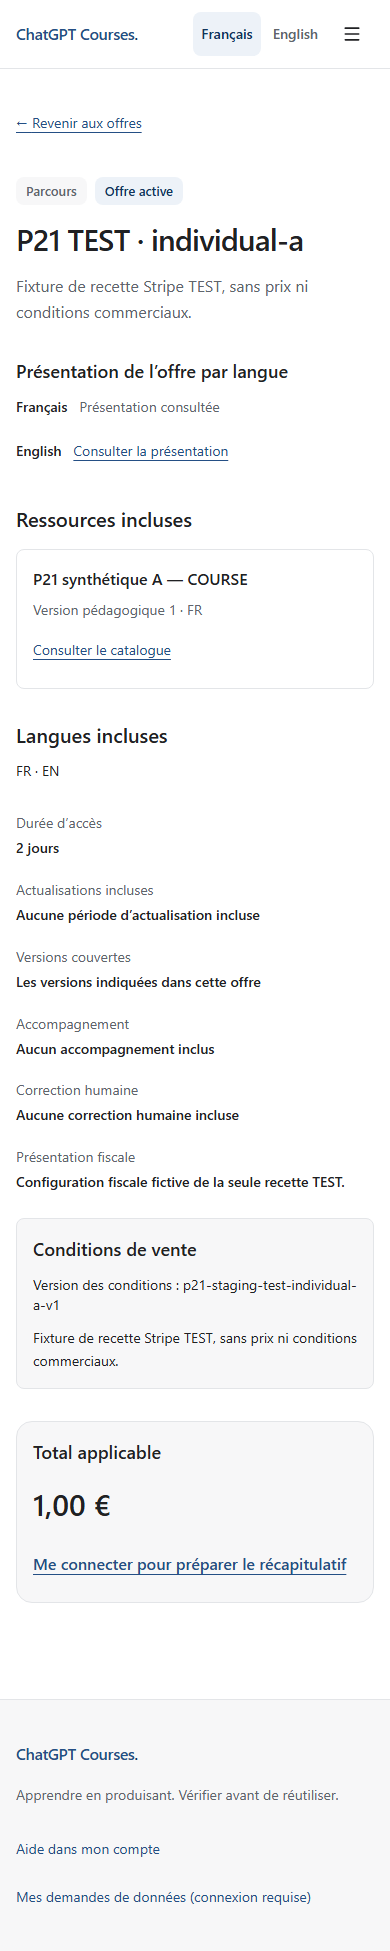 ChatGPT Courses.
Français
English
← Revenir aux offres
Parcours
Offre active
P21 TEST · individual-a
Fixture de recette Stripe TEST, sans prix ni
conditions commerciaux.
Présentation de l’offre par langue
Français Présentation consultée
English Consulter la présentation
Ressources incluses
P21 synthétique A — COURSE
Version pédagogique 1 · FR
Consulter le catalogue
Langues incluses
FR · EN
Durée d’accès
2 jours
Actualisations incluses
Aucune période d’actualisation incluse
Versions couvertes
Les versions indiquées dans cette offre
Accompagnement
Aucun accompagnement inclus
Correction humaine
Aucune correction humaine incluse
Présentation fiscale
Configuration fiscale fictive de la seule recette TEST.
Conditions de vente
Version des conditions : p21-staging-test-individual-
a-v1
Fixture de recette Stripe TEST, sans prix ni conditions
commerciaux.
Total applicable
1,00 €
Me connecter pour préparer le récapitulatif
ChatGPT Courses.
Apprendre en produisant. Vérifier avant de réutiliser.
Aide dans mon compte
Mes demandes de données (connexion requise)